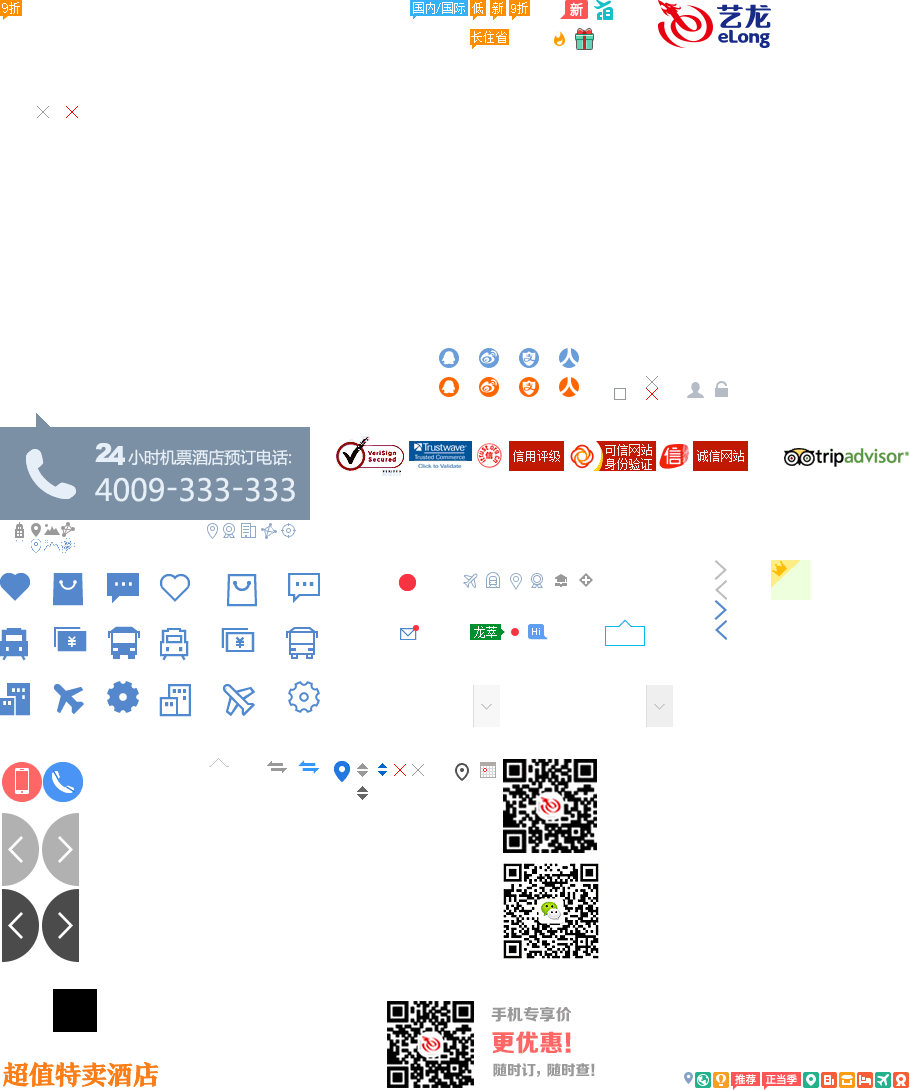 9折
国内/国际
低
新
9折
新
艺龙
eLong
长住省
24小时机票酒店预订电话:
4009-333-333
VeriSign
Secured
VERIFY
Trustwave
Trusted Commerce
Click to Validate
信
信用评级
可信网站
身份验证
信
诚信网站
tripadvisor
龙萃
Hi
¥
¥
手机专享价
更优惠!
随时订, 随时查!
超值特卖酒店
推荐
正当季